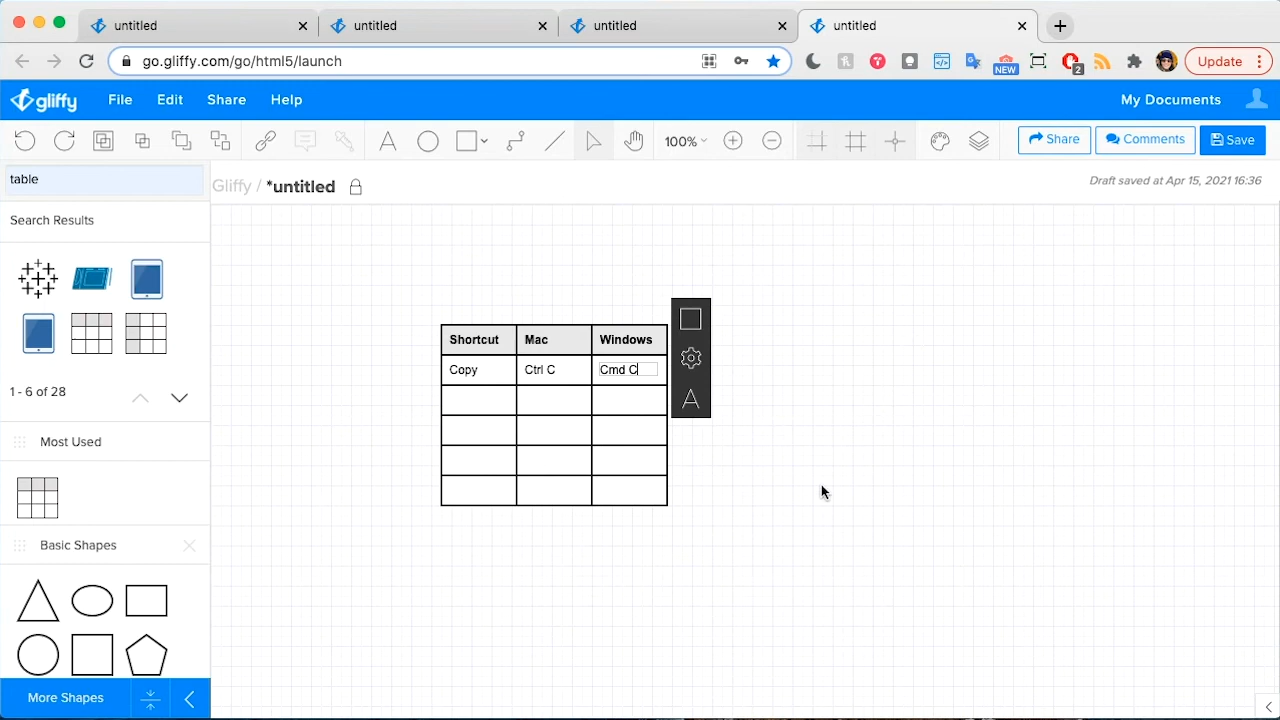 untitled
untitled
untitled
untitled
go.gliffy.com/go/html5/launch
NEW
2
Update
gliffy
File
Edit
Share
Help
My Documents
A
100%
Share
Comments
Save
table
Gliffy / *untitled
Draft saved at Apr 15, 2021 16:36
Search Results
Shortcut Mac Windows
Copy Ctrl C Cmd C
A
1 - 6 of 28
Most Used
Basic Shapes
More Shapes